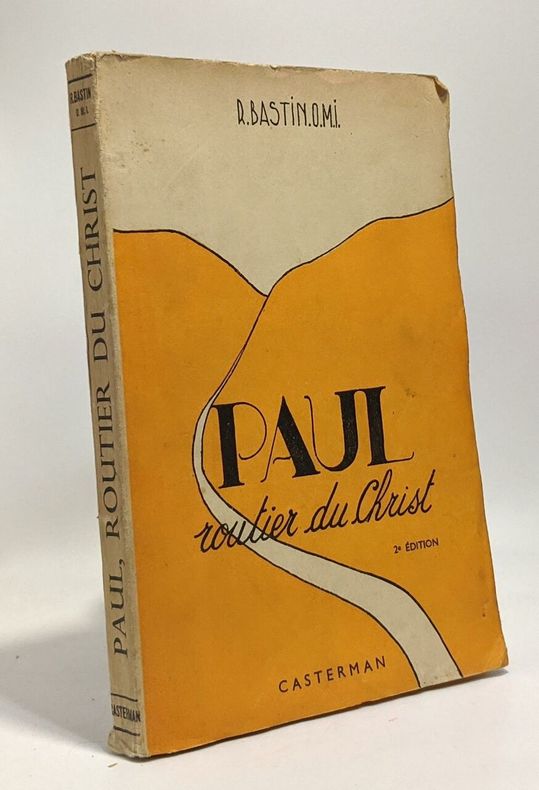 R.BASTIN.O.M.I.
PAUL
routier du Christ
2e ÉDITION
CASTERMAN
R.BASTIN
O.M.I.
PAUL, ROUTIER DU CHRIST
CASTERMAN